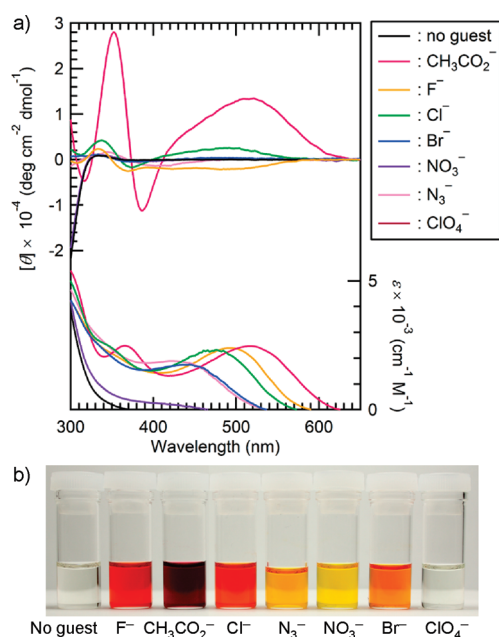 a)
[θ] × 10⁻⁴ (deg cm⁻² dmol⁻¹)
3
2
1
0
-1
-2
: no guest
: CH₃CO₂⁻
: F⁻
: Cl⁻
: Br⁻
: NO₃⁻
: N₃⁻
: ClO₄⁻
5
0
ε × 10⁻³ (cm⁻¹ M⁻¹)
300 400 500 600
Wavelength (nm)
b)
No guest F⁻ CH₃CO₂⁻ Cl⁻ N₃⁻ NO₃⁻ Br⁻ ClO₄⁻